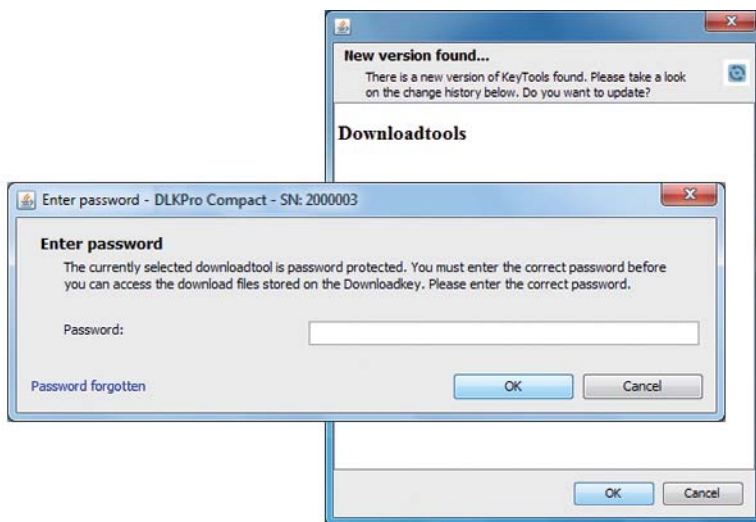 New version found...
There is a new version of KeyTools found. Please take a look
on the change history below. Do you want to update?
Downloadtools
Enter password - DLKPro Compact - SN: 2000003
Enter password
The currently selected downloadtool is password protected. You must enter the correct password before
you can access the download files stored on the Downloadkey. Please enter the correct password.
Password:
Password forgotten
OK
Cancel
OK
Cancel